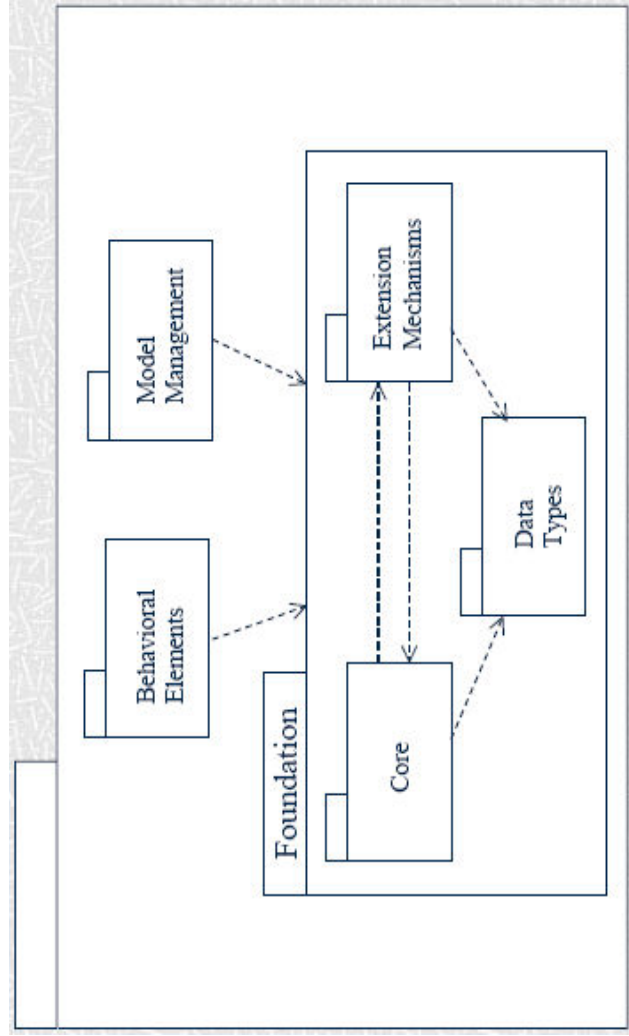 Behavioral
Elements
Model
Management
Foundation
Core
Extension
Mechanisms
Data
Types